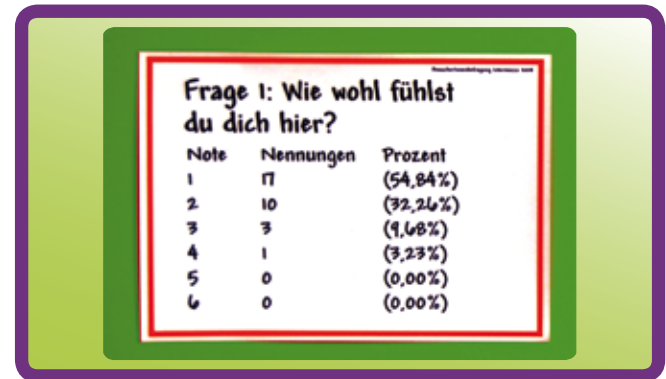 Frage 1: Wie wohl fühlst
du dich hier?
Note Nennungen Prozent
1 17 (54,84%)
2 10 (32,26%)
3 3 (9,68%)
4 1 (3,23%)
5 0 (0,00%)
6 0 (0,00%)